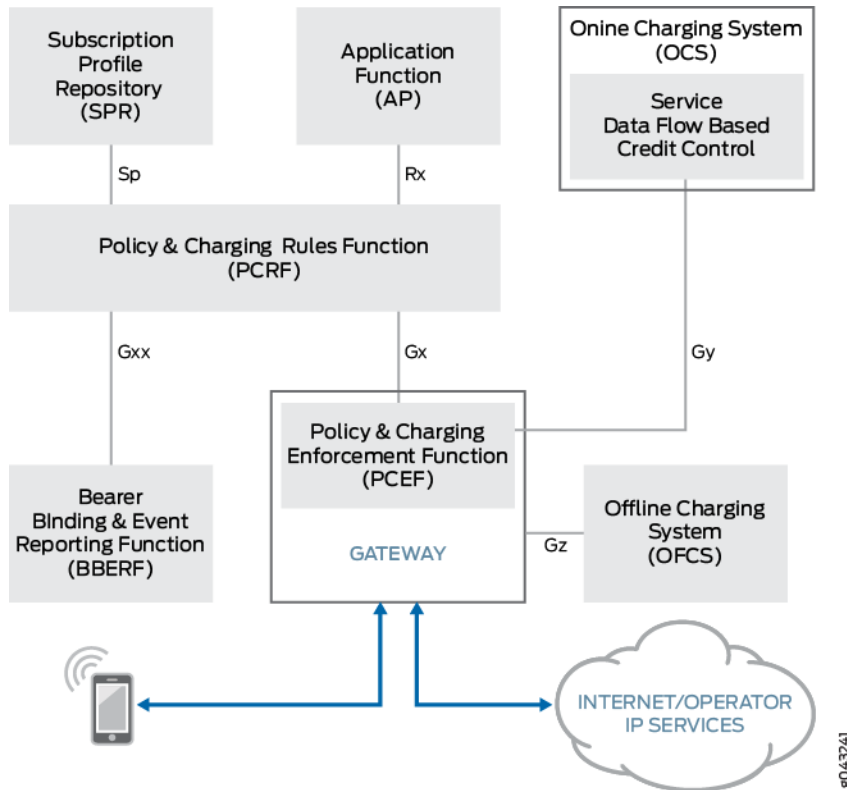 Subscription
Profile
Repository
(SPR)
Application
Function
(AP)
Onine Charging System
(OCS)
Service
Data Flow Based
Credit Control
Sp
Rx
Policy & Charging Rules Function
(PCRF)
Gxx
Gx
Gy
Policy & Charging
Enforcement Function
(PCEF)
GATEWAY
Bearer
BInding & Event
Reporting Function
(BBERF)
Gz
Offline Charging
System
(OFCS)
INTERNET/OPERATOR
IP SERVICES
g043241